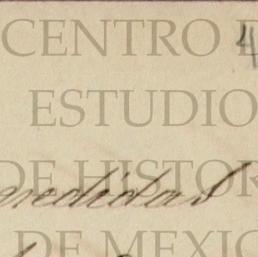 CENTRO E
4
ESTUDIO
DE HISTOR
DE MEXIC